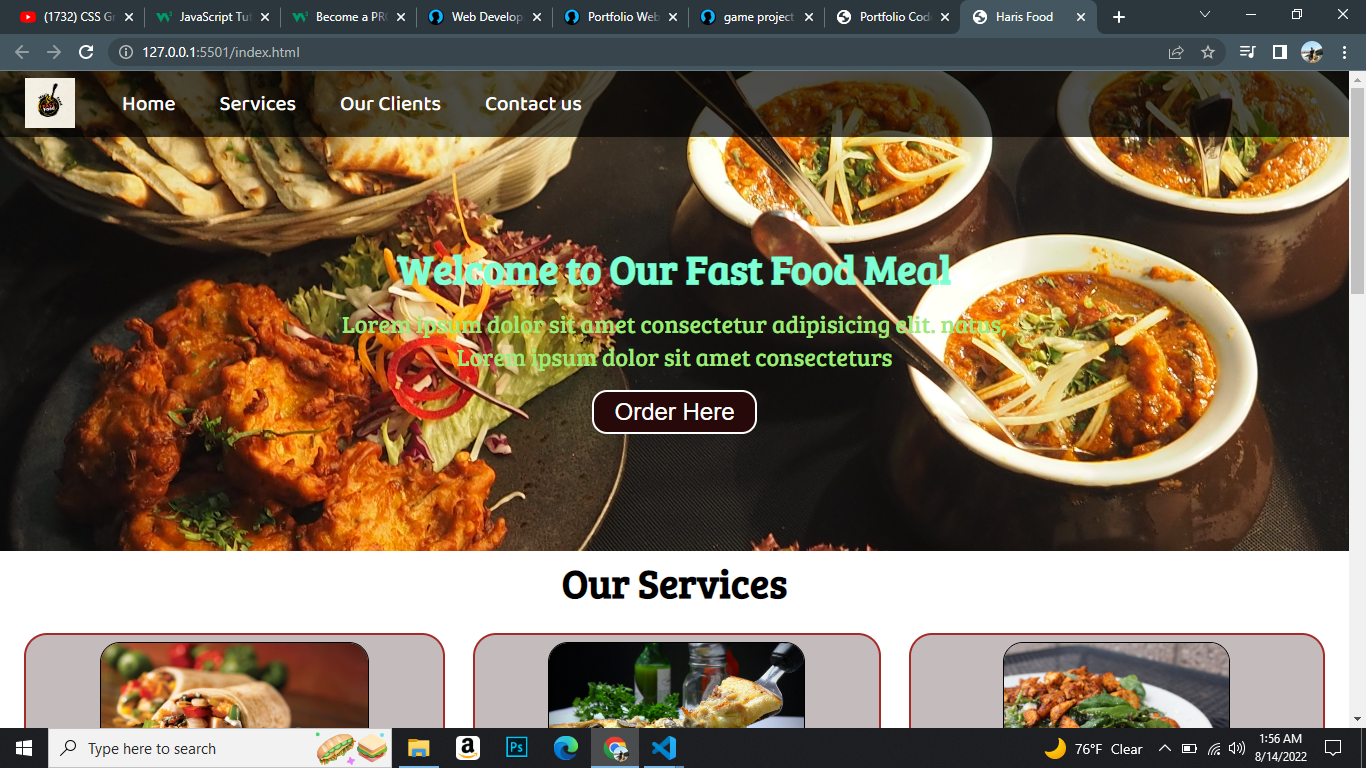 (1732) CSS Gr
JavaScript Tut
Become a PRO
Web Develop
Portfolio Web
game project
Portfolio Code
Haris Food
127.0.0.1:5501/index.html
Home
Services
Our Clients
Contact us
Welcome to Our Fast Food Meal
Lorem ipsum dolor sit amet consectetur adipisicing elit. natus,
Lorem ipsum dolor sit amet consecteturs
Order Here
Our Services
Type here to search
a
Ps
76°F Clear
1:56 AM
8/14/2022